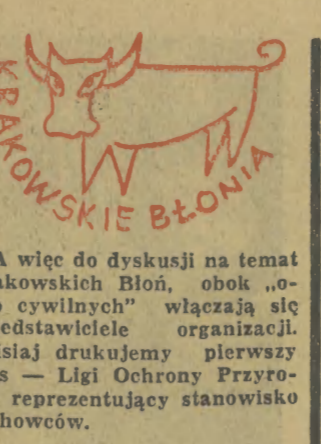 KRAKOWSKIE BŁONIA
A więc do dyskusji na temat
akowskich Błoń, obok „o-
b cywilnych” włączają się
edstawiciele organizacji.
isiaj drukujemy pierwszy
s — Ligi Ochrony Przyro-
reprezentujący stanowisko
howców.